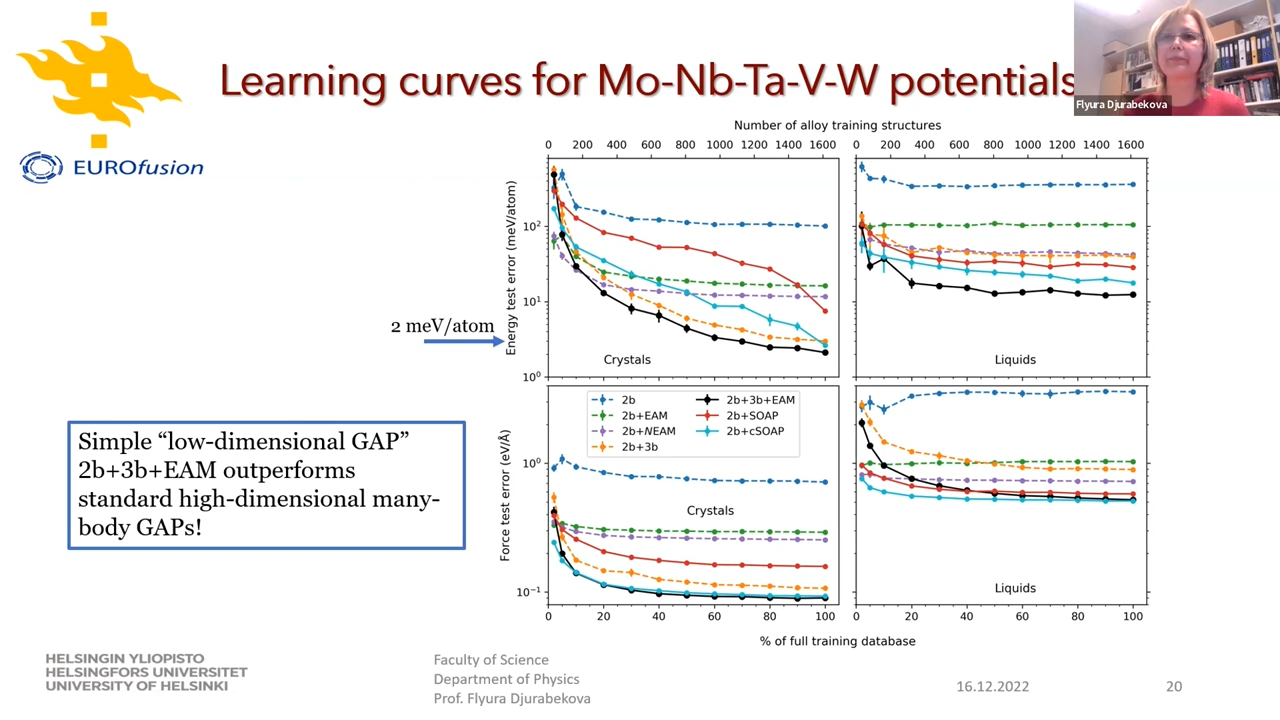 Learning curves for Mo-Nb-Ta-V-W potentials
Flyura Djurabekova
EUROfusion
Number of alloy training structures
0 200 400 600 800 1000 1200 1400 1600
0 200 400 600 800 1000 1200 1400 1600
Energy test error (meV/atom)
10²
10¹
10⁰
2 meV/atom
Crystals
Liquids
Simple “low-dimensional GAP”
2b+3b+EAM outperforms
standard high-dimensional many-
body GAPs!
Force test error (eV/Å)
10⁰
10⁻¹
2b
2b+EAM
2b+NEAM
2b+3b
2b+3b+EAM
2b+SOAP
2b+cSOAP
Crystals
Liquids
0 20 40 60 80 100
0 20 40 60 80 100
% of full training database
HELSINGIN YLIOPISTO
HELSINGFORS UNIVERSITET
UNIVERSITY OF HELSINKI
Faculty of Science
Department of Physics
Prof. Flyura Djurabekova
16.12.2022
20